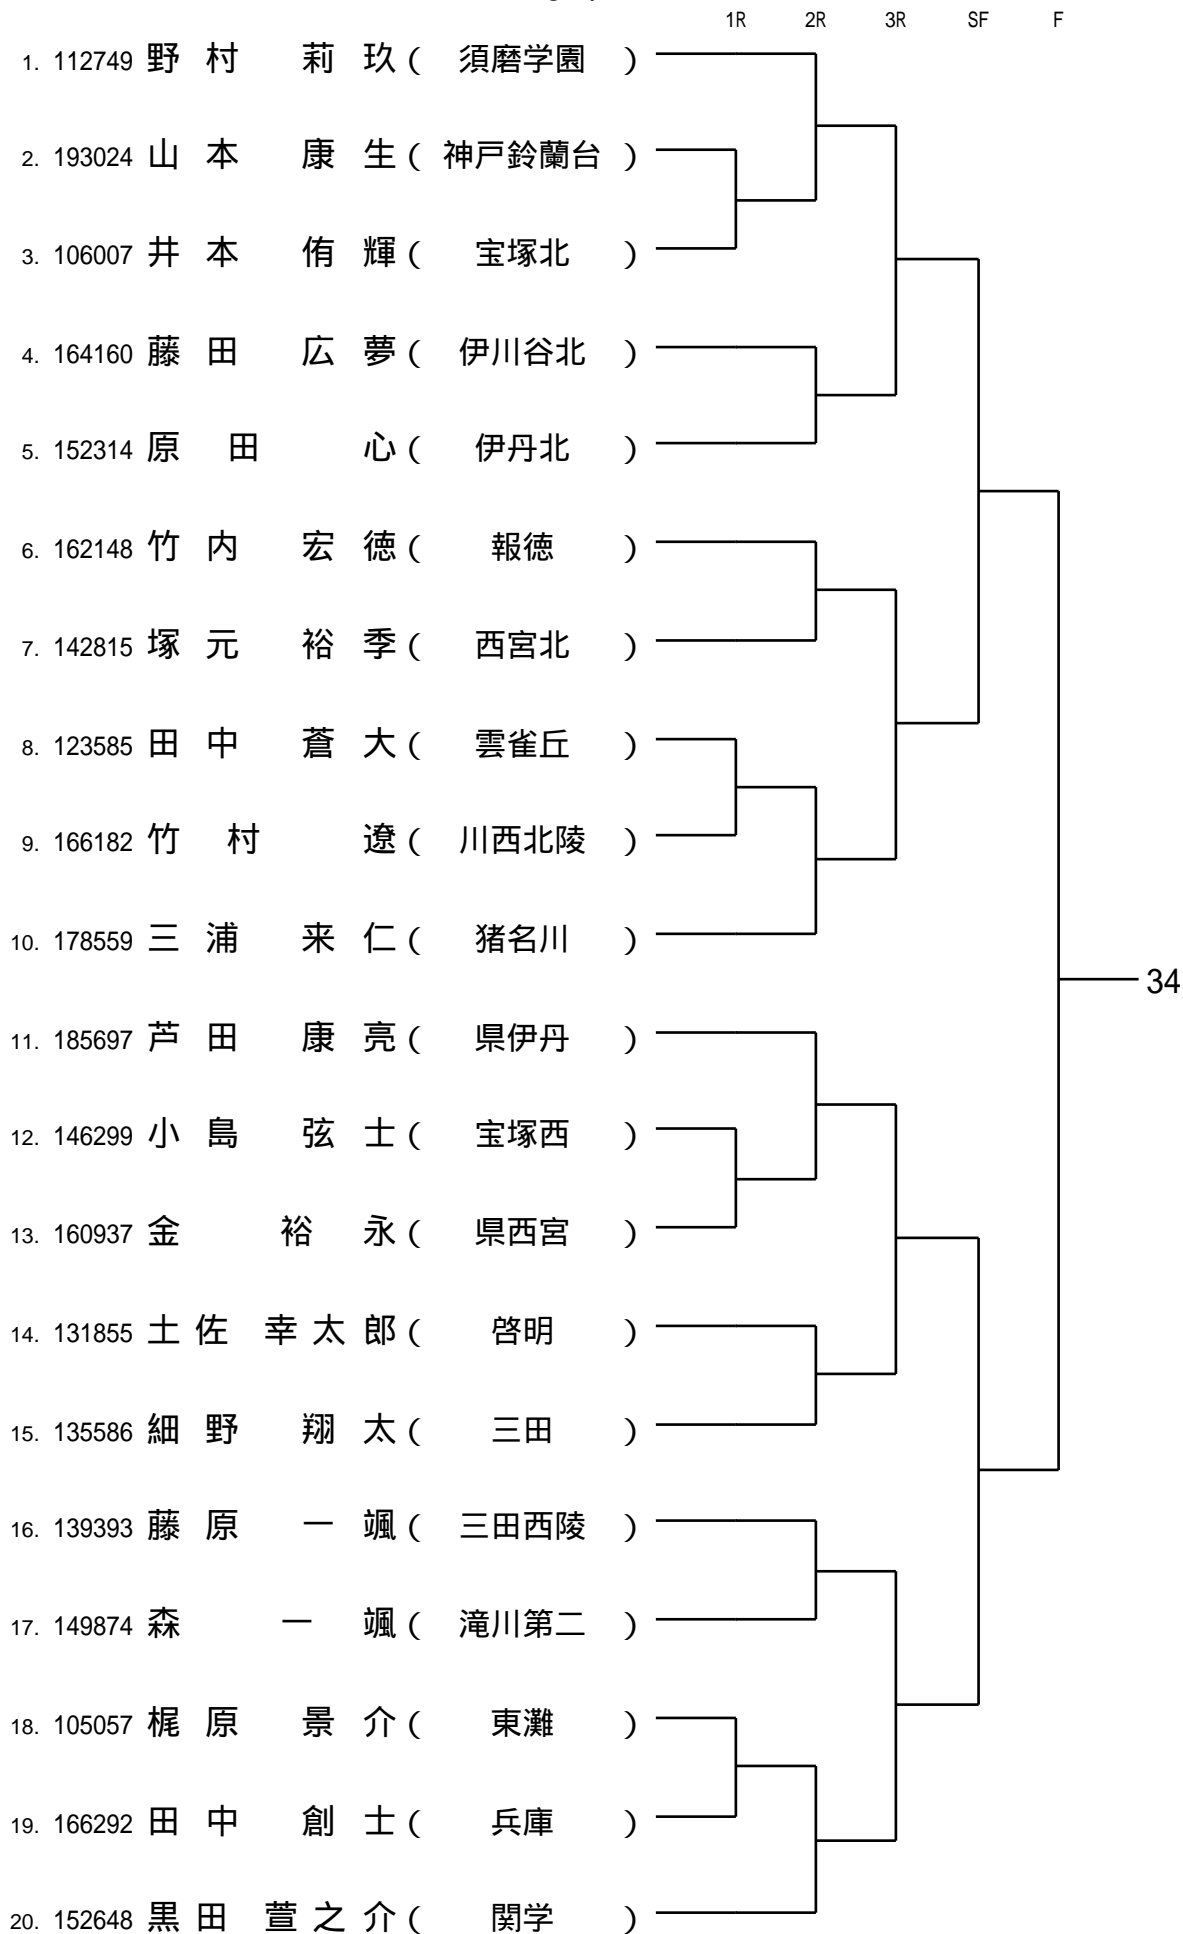 1R 2R 3R SF F
1. 112749 野村 莉玖 ( 須磨学園 )
2. 193024 山本 康生 ( 神戸鈴蘭台 )
3. 106007 井本 侑輝 ( 宝塚北 )
4. 164160 藤田 広夢 ( 伊川谷北 )
5. 152314 原田 心 ( 伊丹北 )
6. 162148 竹内 宏徳 ( 報徳 )
7. 142815 塚元 裕季 ( 西宮北 )
8. 123585 田中 蒼大 ( 雲雀丘 )
9. 166182 竹村 遼 ( 川西北陵 )
10. 178559 三浦 来仁 ( 猪名川 )
34
11. 185697 芦田 康亮 ( 県伊丹 )
12. 146299 小島 弦士 ( 宝塚西 )
13. 160937 金 裕永 ( 県西宮 )
14. 131855 土佐 幸太郎 ( 啓明 )
15. 135586 細野 翔太 ( 三田 )
16. 139393 藤原 一颯 ( 三田西陵 )
17. 149874 森 一颯 ( 滝川第二 )
18. 105057 梶原 景介 ( 東灘 )
19. 166292 田中 創士 ( 兵庫 )
20. 152648 黒田 萱之介 ( 関学 )